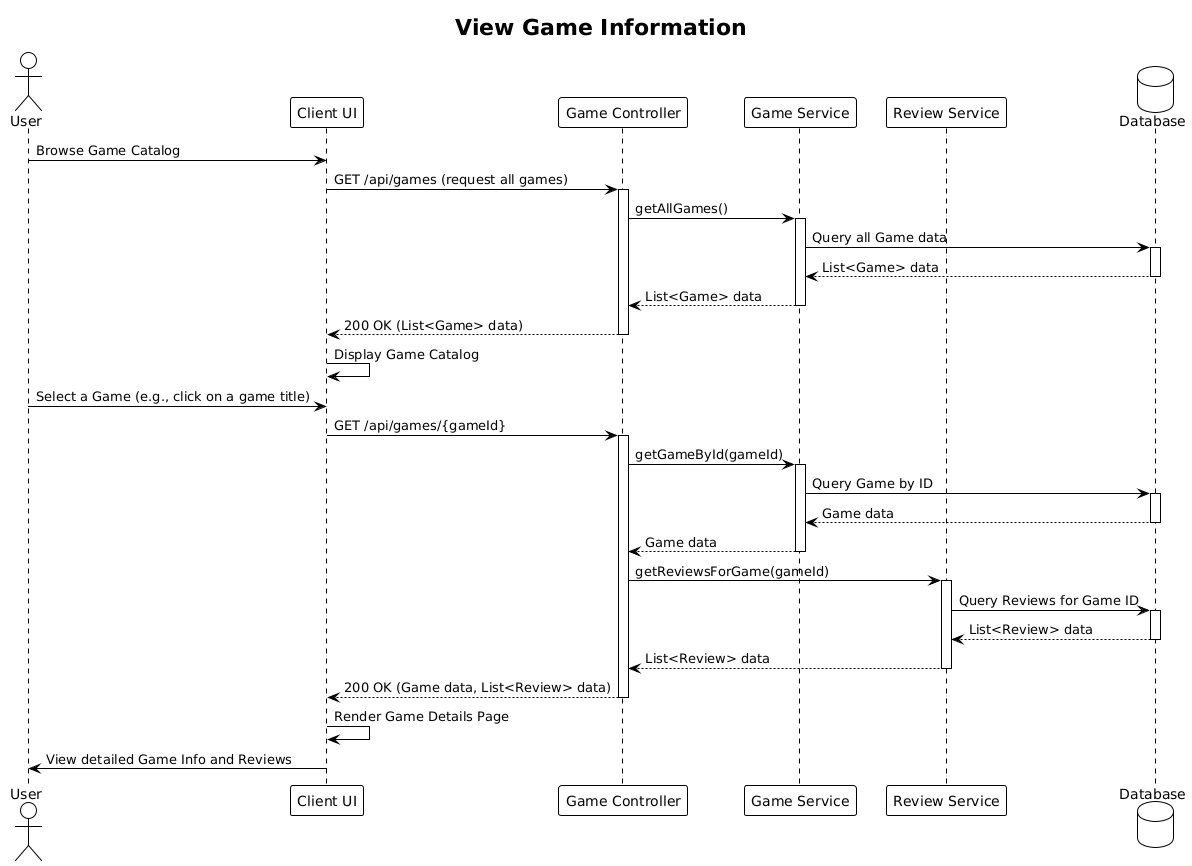 View Game Information
User
Client UI
Game Controller
Game Service
Review Service
Database
Browse Game Catalog
GET /api/games (request all games)
getAllGames()
Query all Game data
List<Game> data
List<Game> data
200 OK (List<Game> data)
Display Game Catalog
Select a Game (e.g., click on a game title)
GET /api/games/{gameId}
getGameById(gameId)
Query Game by ID
Game data
Game data
getReviewsForGame(gameId)
Query Reviews for Game ID
List<Review> data
List<Review> data
200 OK (Game data, List<Review> data)
Render Game Details Page
View detailed Game Info and Reviews
User
Client UI
Game Controller
Game Service
Review Service
Database